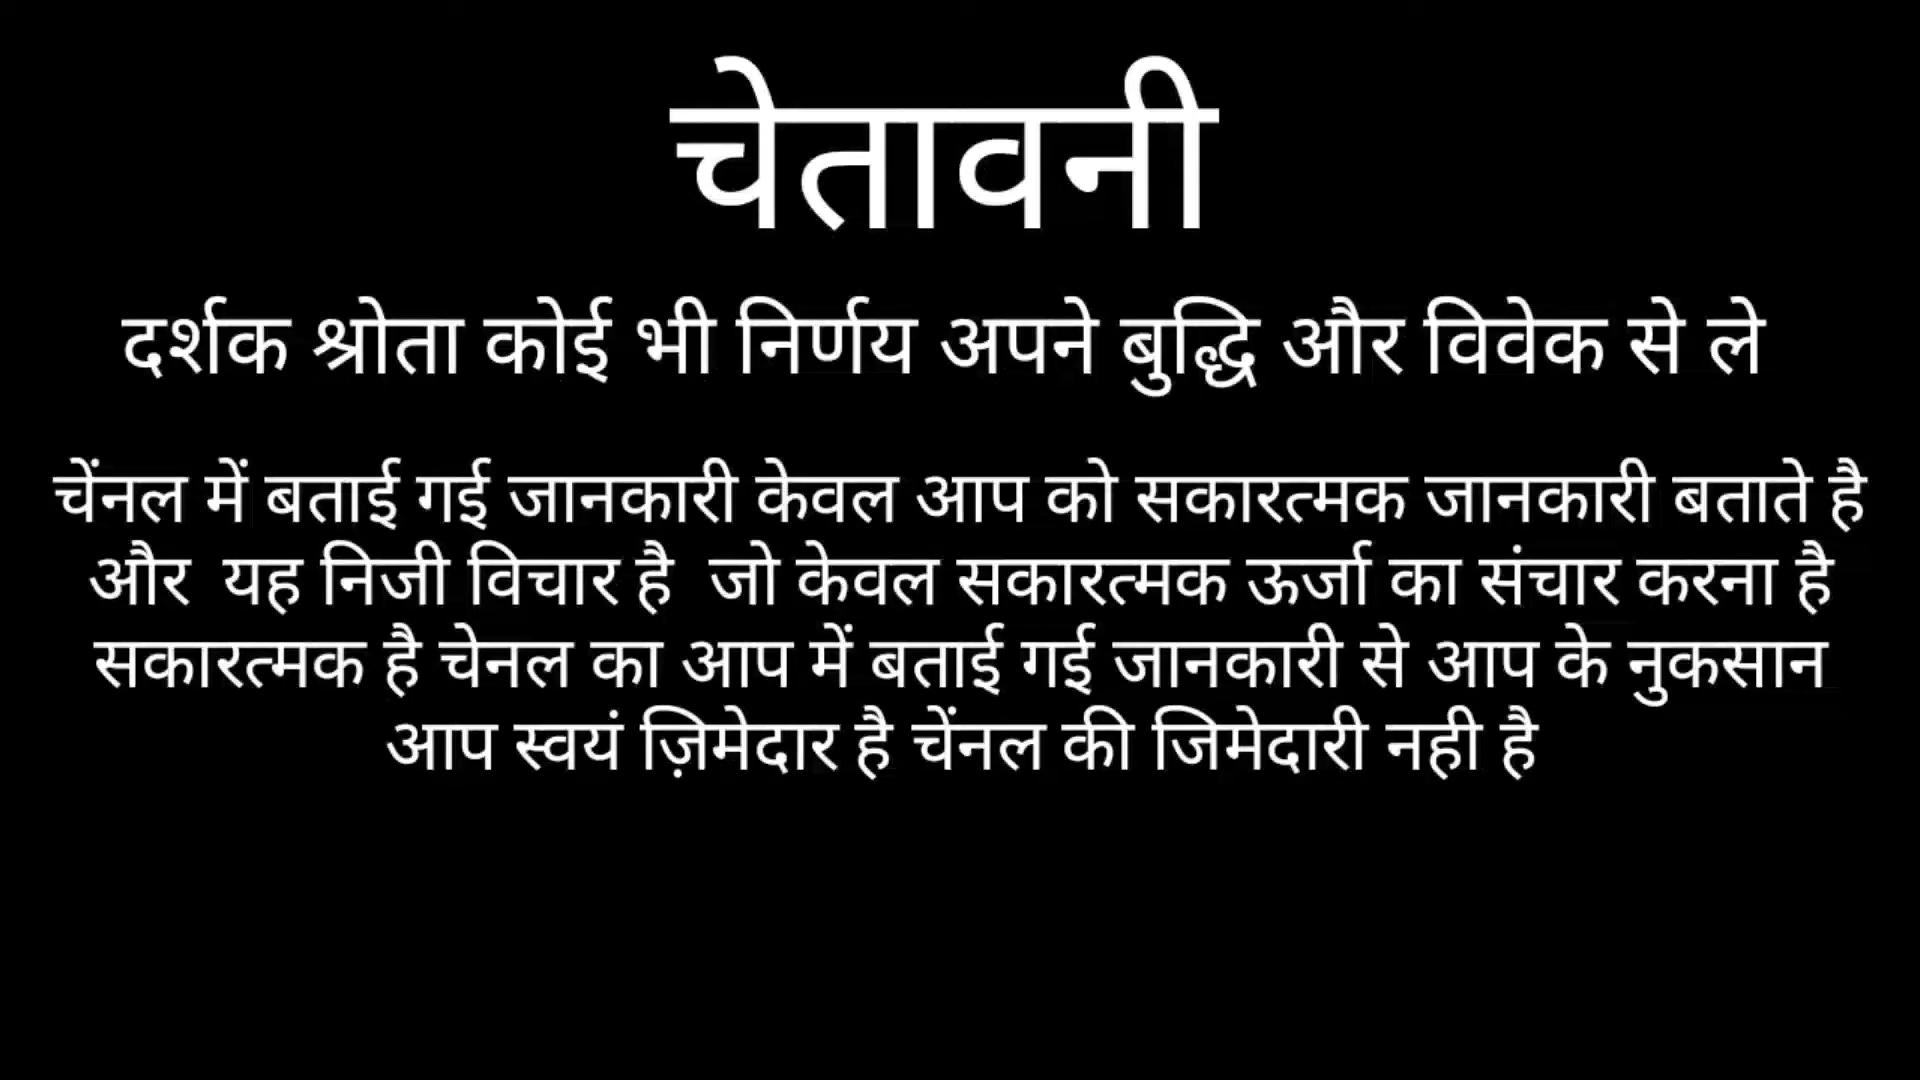 चेतावनी
दर्शक श्रोता कोई भी निर्णय अपने बुद्धि और विवेक से ले
चेंनल में बताई गई जानकारी केवल आप को सकारत्मक जानकारी बताते है
और यह निजी विचार है जो केवल सकारत्मक ऊर्जा का संचार करना है
सकारत्मक है चेनल का आप में बताई गई जानकारी से आप के नुकसान
आप स्वयं ज़िमेदार है चेंनल की जिमेदारी नही है